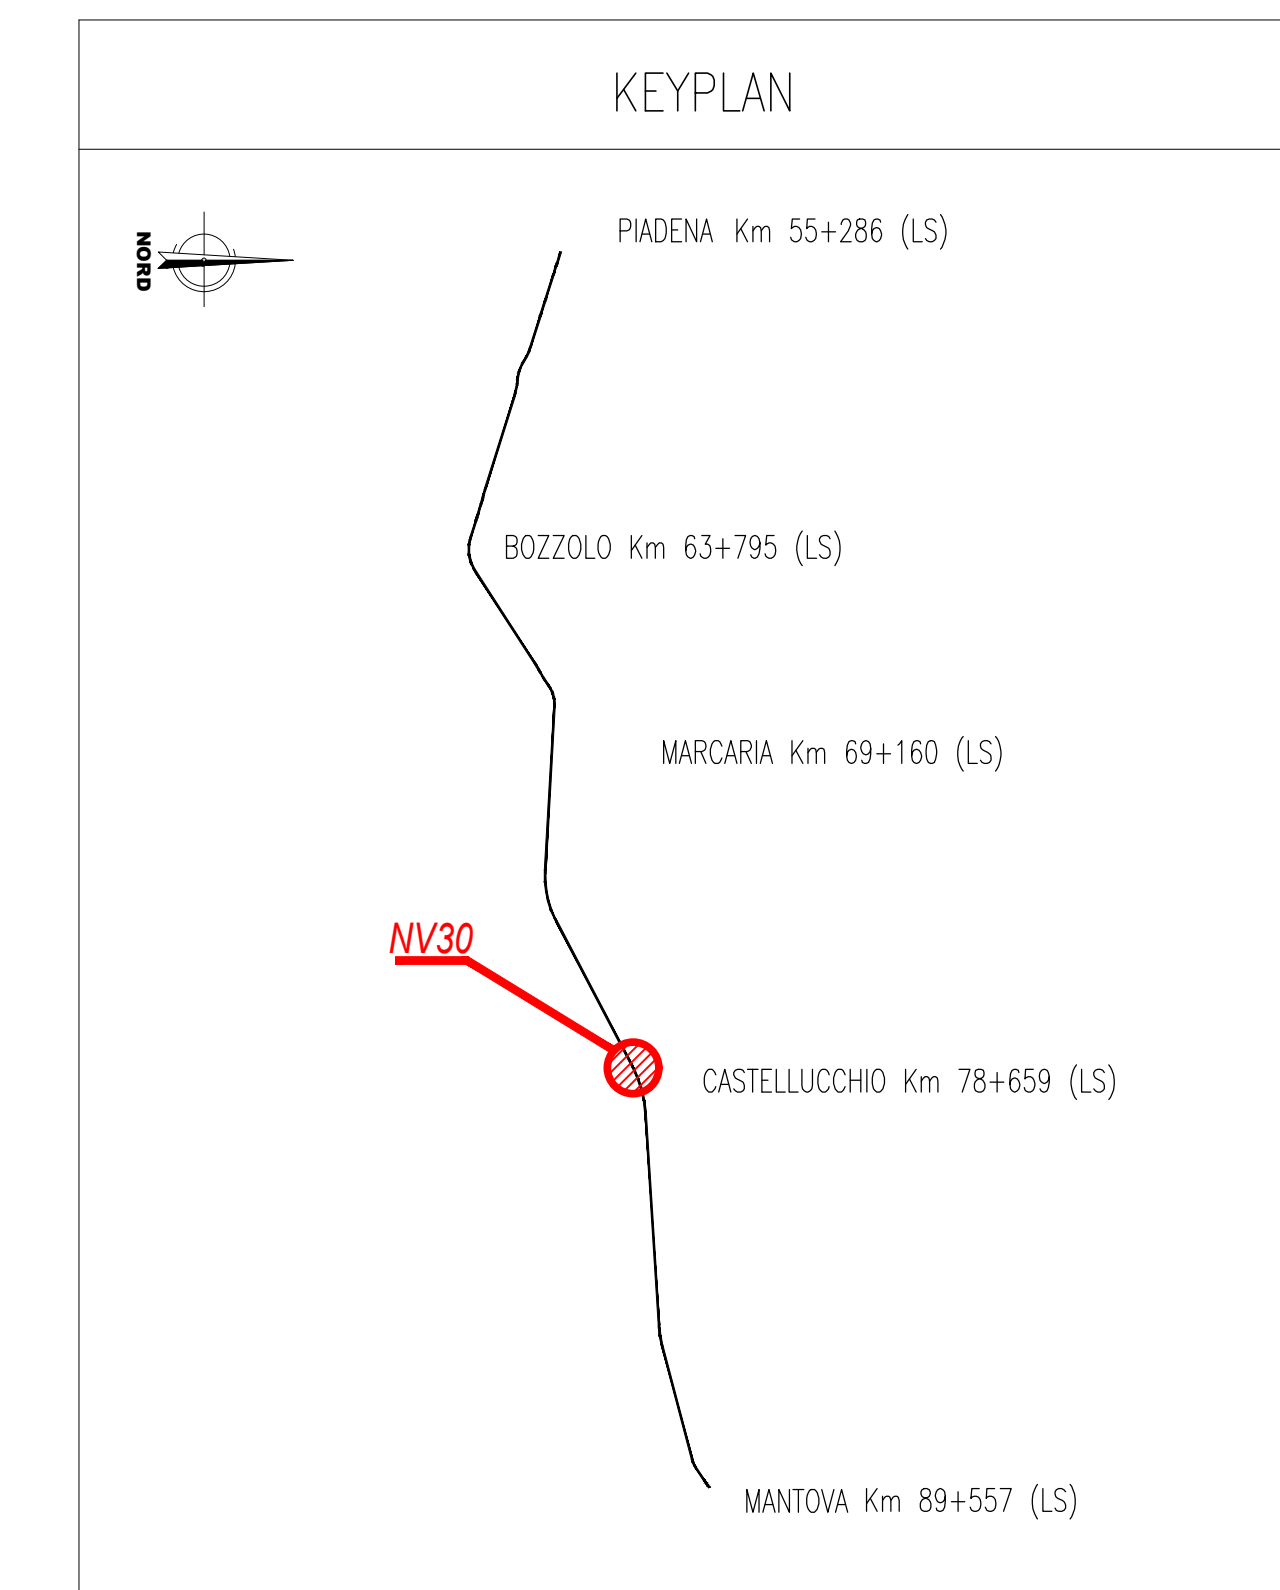 KEYPLAN
NORD
PIADENA Km 55+286 (LS)
BOZZOLO Km 63+795 (LS)
MARCARIA Km 69+160 (LS)
NV30
CASTELLUCCHIO Km 78+659 (LS)
MANTOVA Km 89+557 (LS)